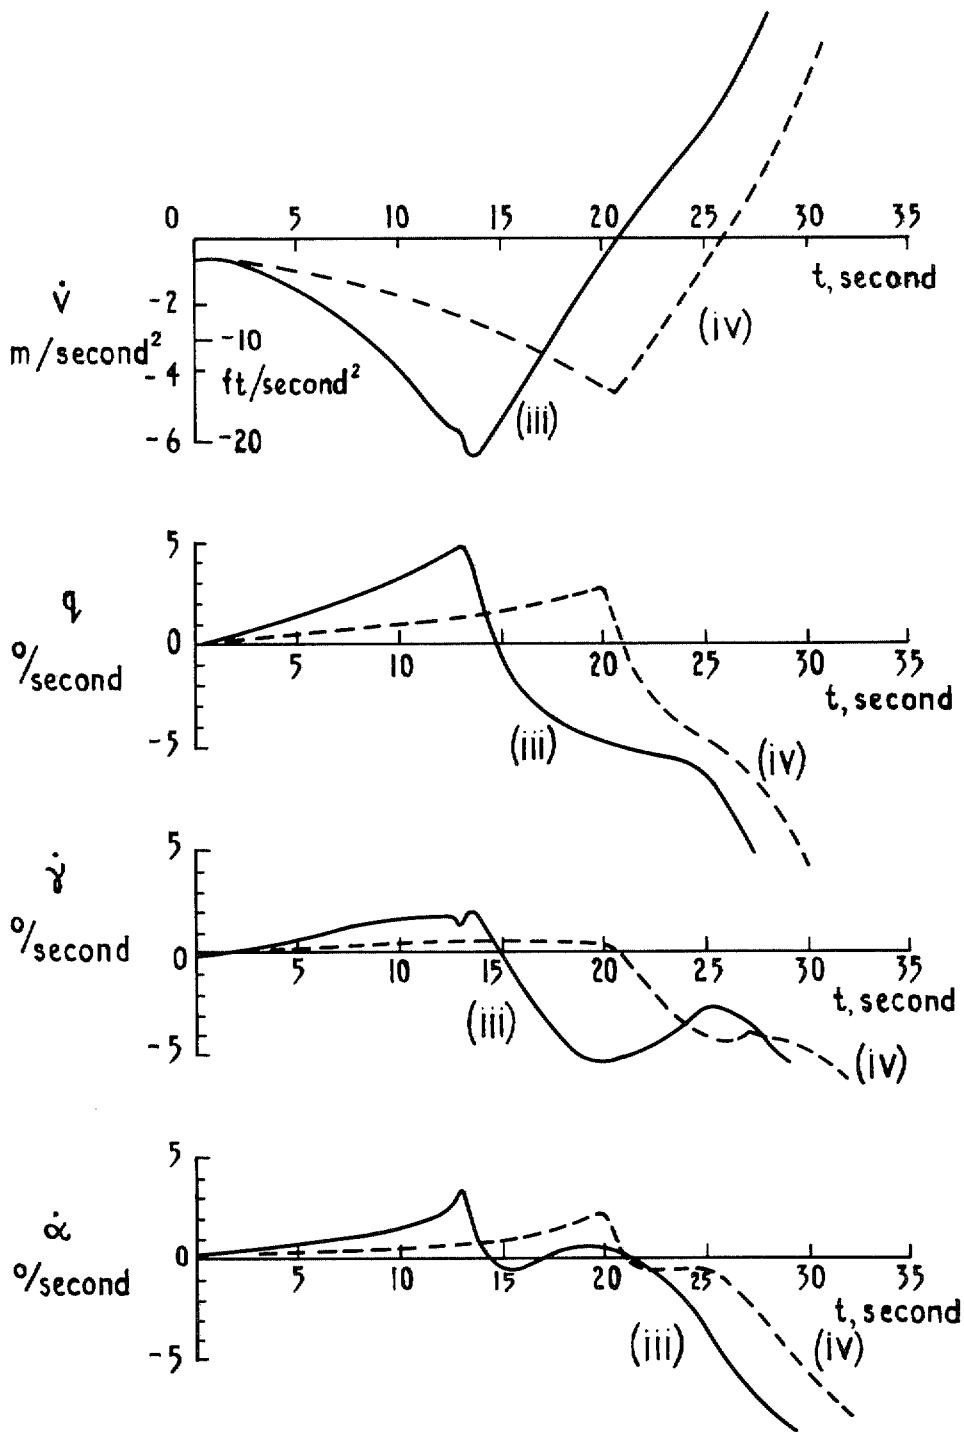 0 5 10 15 20 25 30 35
t, second
v̇
m/second²
-2
-4
-6
-10
ft/second²
-20
(iii)
(iv)
q
°/second
5
0
-5
5 10 15 20 25 30 35
t, second
(iii)
(iv)
γ̇
°/second
5
0
-5
5 10 15 20 25 30 35
t, second
(iii)
(iv)
α̇
°/second
5
0
-5
5 10 15 20 25 30 35
t, second
(iii)
(iv)